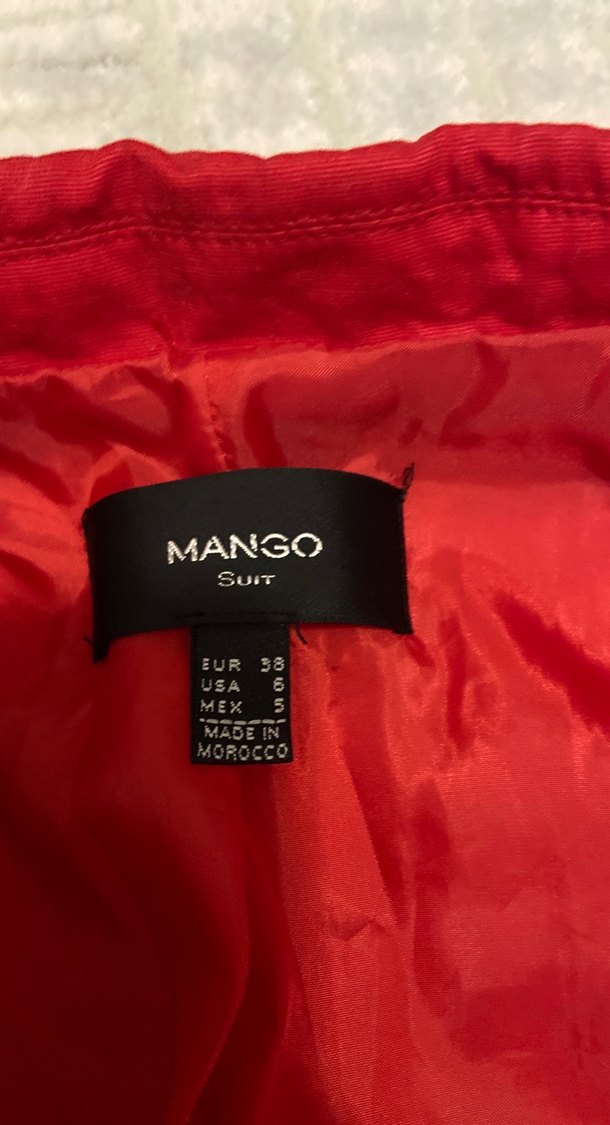 MANGO
SUIT
EUR 38
USA 6
MEX 5
MADE IN
MOROCCO